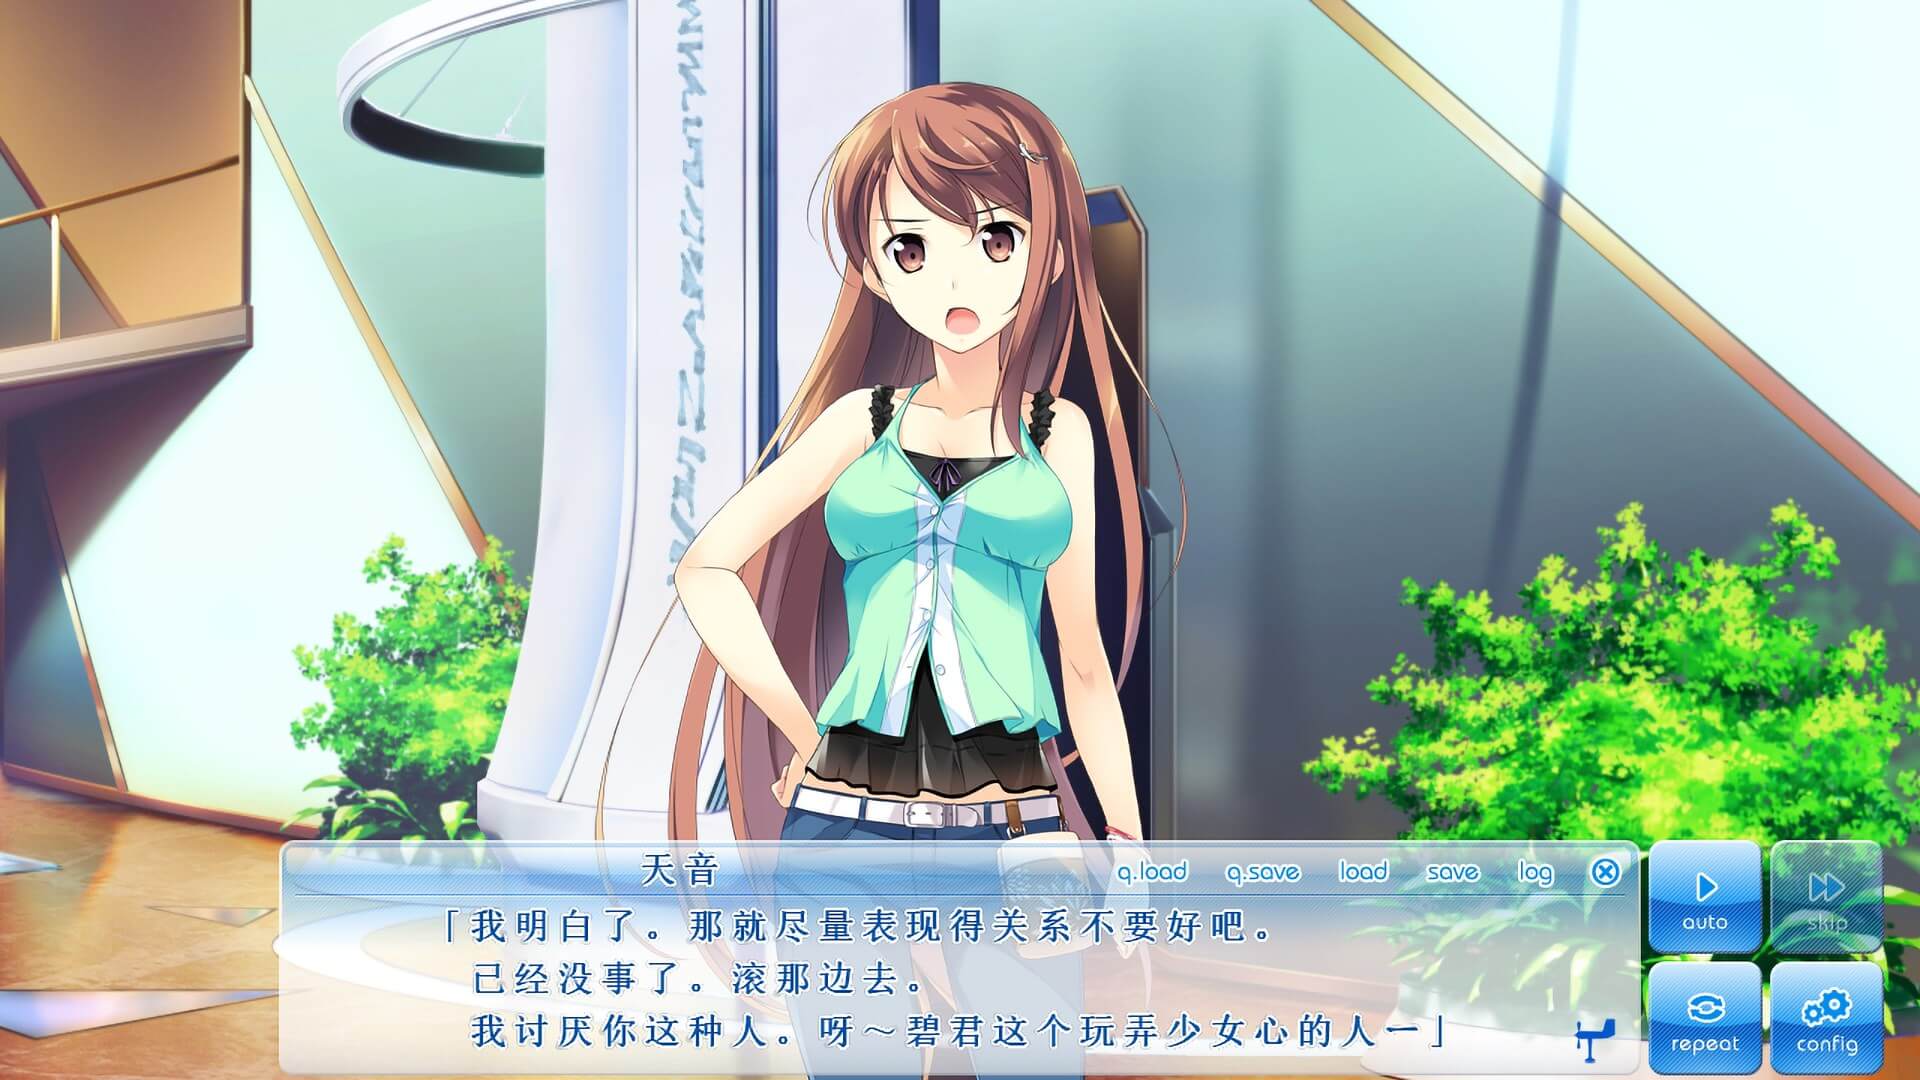 天音
q.load q.save load save log
「我明白了。那就尽量表现得关系不要好吧。
已经没事了。滚那边去。
我讨厌你这种人。呀～碧君这个玩弄少女心的人一」
auto
skip
repeat
config